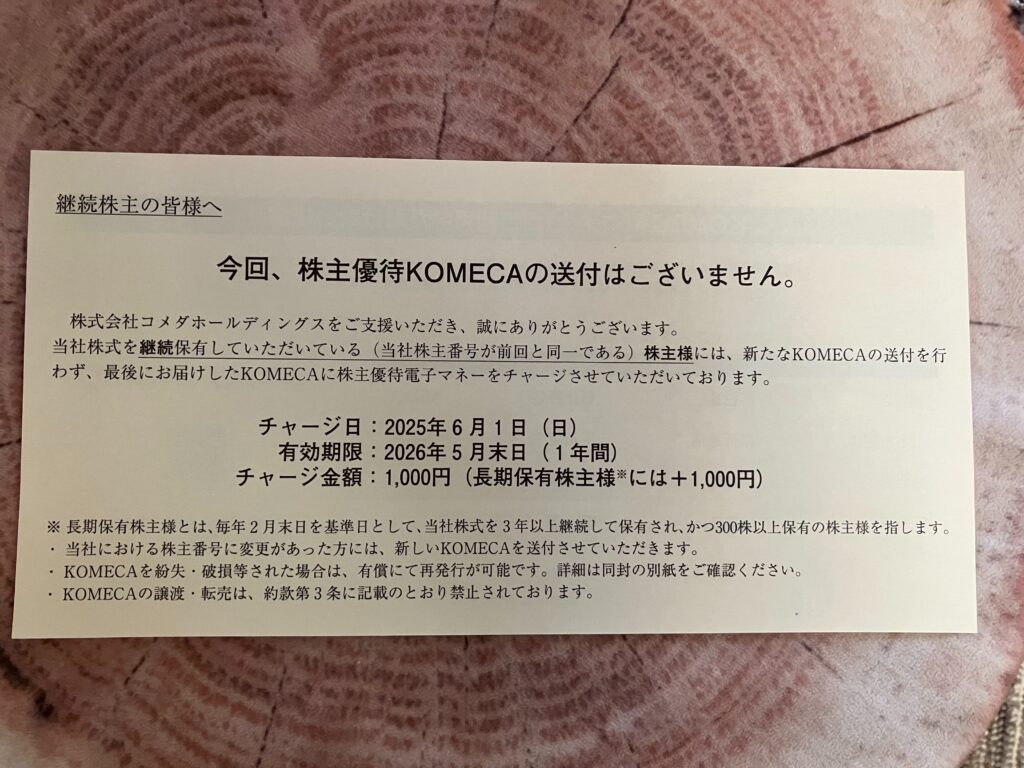 継続株主の皆様へ
今回、株主優待KOMECAの送付はございません。
株式会社コメダホールディングスをご支援いただき、誠にありがとうございます。
当社株式を継続保有していただいている（当社株主番号が前回と同一である）株主様には、新たなKOMECAの送付を行
わず、最後にお届けしたKOMECAに株主優待電子マネーをチャージさせていただいております。
チャージ日：2025年6月1日（日）
有効期限：2026年5月末日（1年間）
チャージ金額：1,000円（長期保有株主様※には＋1,000円）
※ 長期保有株主様とは、毎年2月末日を基準日として、当社株式を3年以上継続して保有され、かつ300株以上保有の株主様を指します。
・ 当社における株主番号に変更があった方には、新しいKOMECAを送付させていただきます。
・ KOMECAを紛失・破損等された場合は、有償にて再発行が可能です。詳細は同封の別紙をご確認ください。
・ KOMECAの譲渡・転売は、約款第3条に記載のとおり禁止されております。